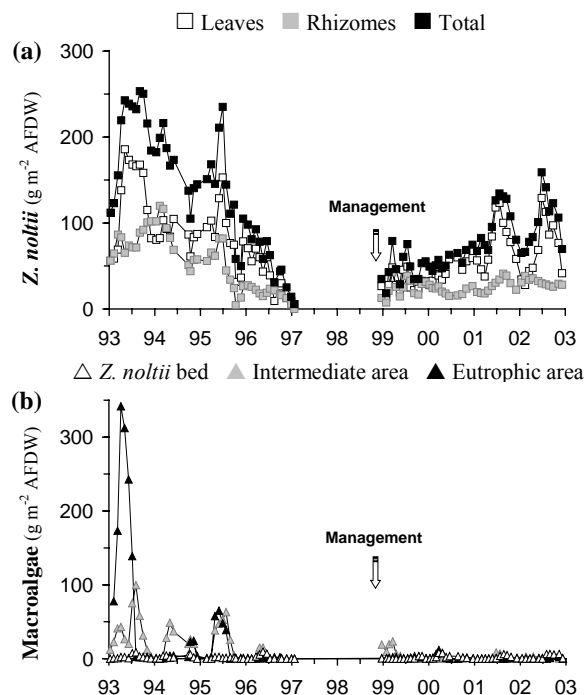 Leaves Rhizomes Total
(a)
Z. noltii (g m⁻² AFDW)
300
200
100
0
Management
93 94 95 96 97 98 99 00 01 02 03
Z. noltii bed Intermediate area Eutrophic area
(b)
Macroalgae (g m⁻² AFDW)
300
200
100
0
Management
93 94 95 96 97 98 99 00 01 02 03